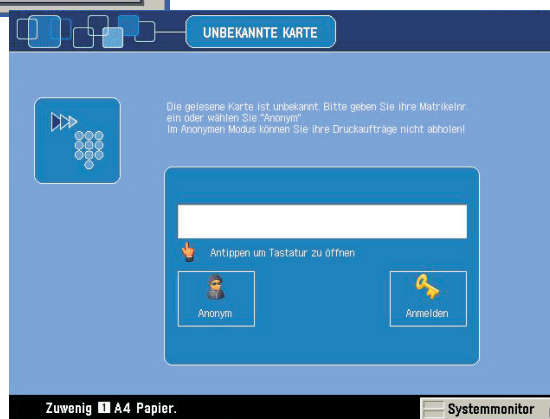 UNBEKANNTE KARTE
Die gelesene Karte ist unbekannt. Bitte geben Sie ihre Matrikelnr.
ein oder wählen Sie "Anonym"
Im Anonymen Modus können Sie ihre Druckaufträge nicht abholen!
Antippen um Tastatur zu öffnen
Anonym
Anmelden
Zuwenig 1 A4 Papier.
Systemmonitor